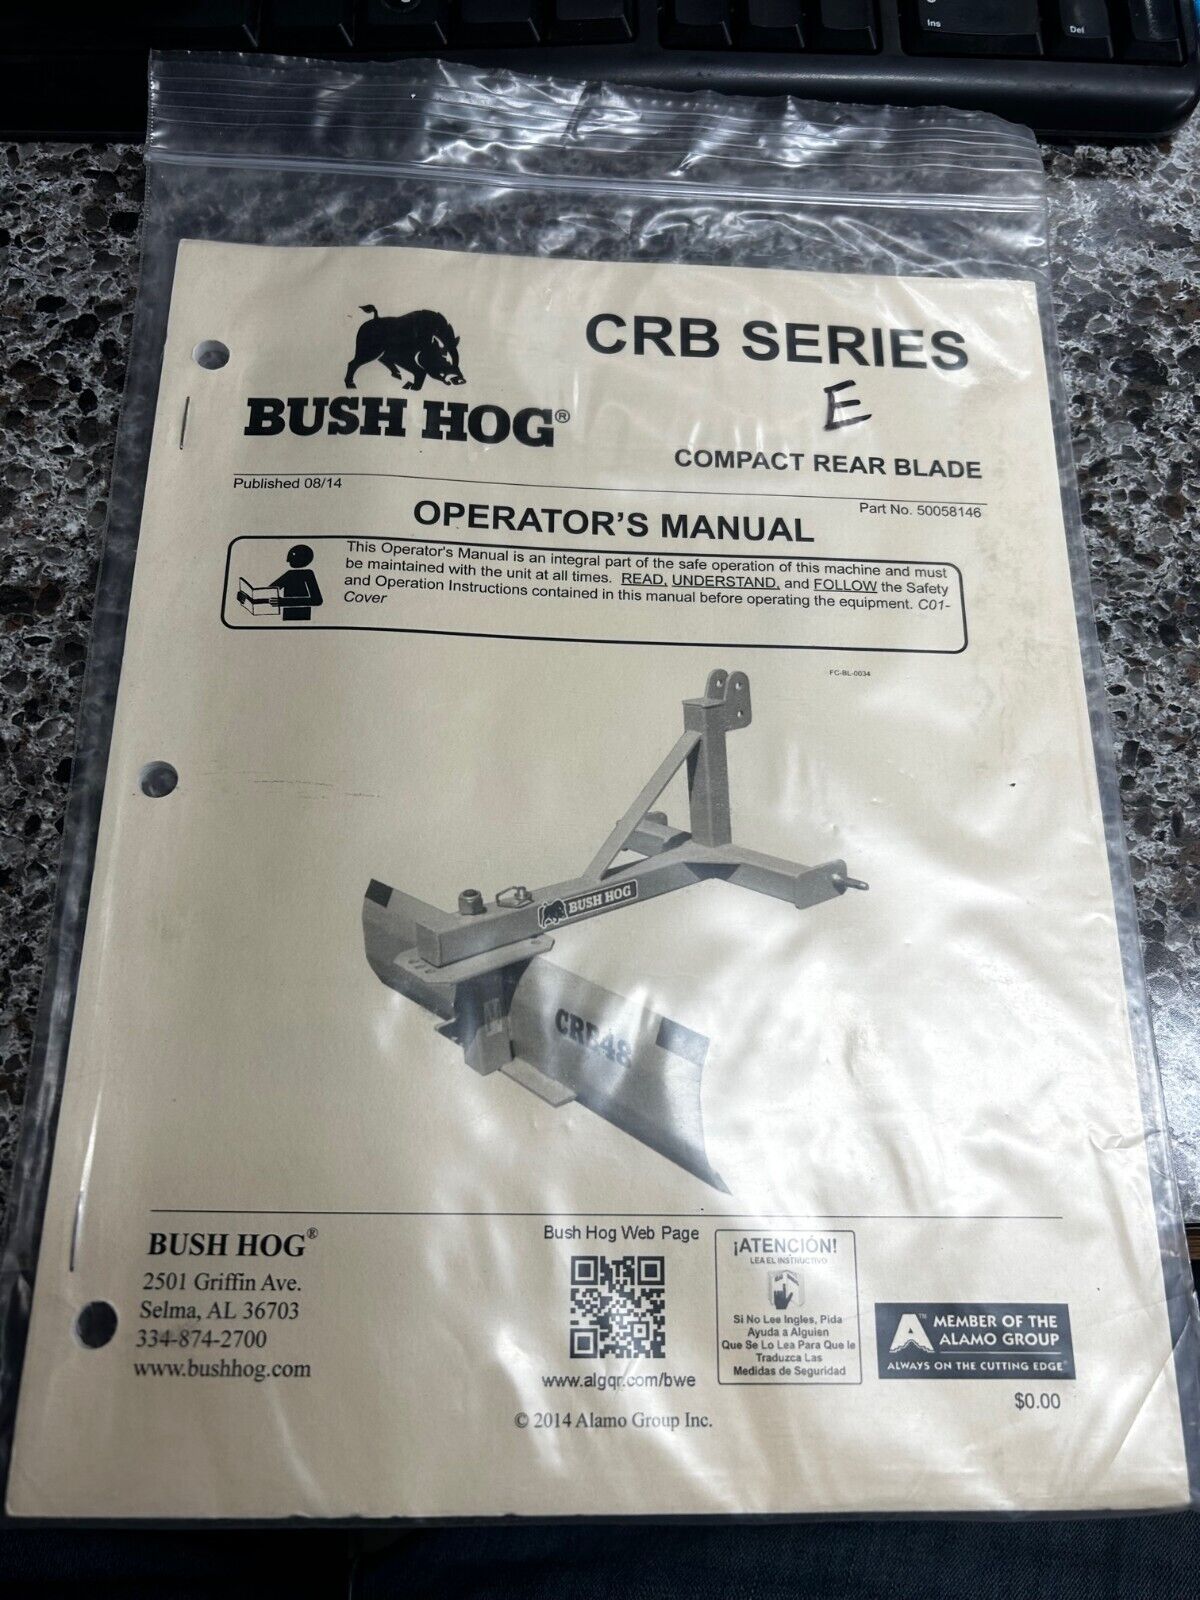 Ins
Del
BUSH HOG®
CRB SERIES
E
COMPACT REAR BLADE
Published 08/14
Part No. 50058146
OPERATOR'S MANUAL
This Operator's Manual is an integral part of the safe operation of this machine and must
be maintained with the unit at all times. READ, UNDERSTAND, and FOLLOW the Safety
and Operation Instructions contained in this manual before operating the equipment. C01-
Cover
FC-BL-0034
BUSH HOG
CRB48
BUSH HOG®
2501 Griffin Ave.
Selma, AL 36703
334-874-2700
www.bushhog.com
Bush Hog Web Page
www.algqr.com/bwe
© 2014 Alamo Group Inc.
¡ATENCIÓN!
LEA EL INSTRUCTIVO
Si No Lee Ingles, Pida
Ayuda a Alguien
Que Se Lo Lea Para Que le
Traduzca Las
Medidas de Seguridad
A™ MEMBER OF THE
ALAMO GROUP
ALWAYS ON THE CUTTING EDGE®
$0.00